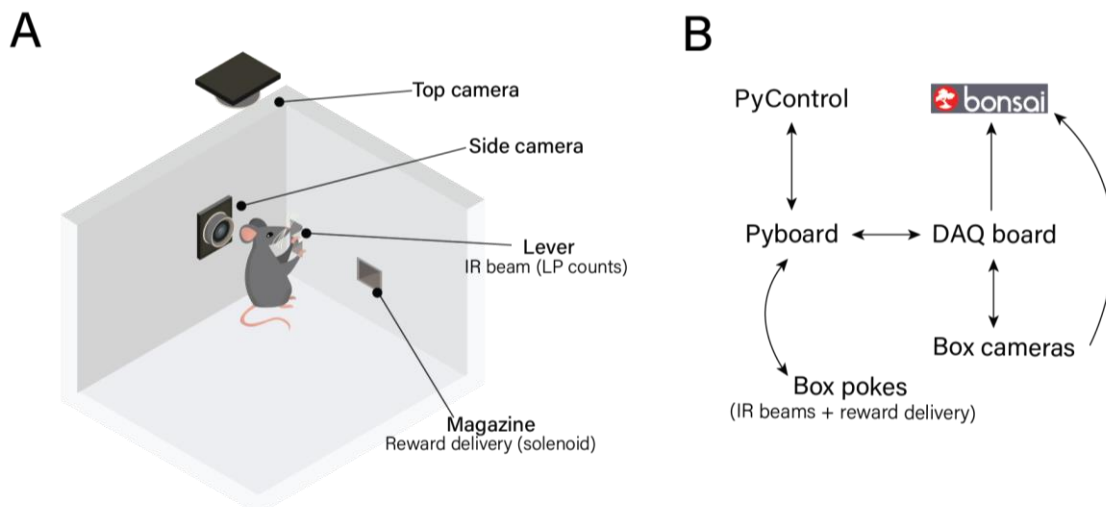 A
Top camera
Side camera
Lever
IR beam (LP counts)
Magazine
Reward delivery (solenoid)
B
PyControl
bonsai
Pyboard
DAQ board
Box cameras
Box pokes
(IR beams + reward delivery)